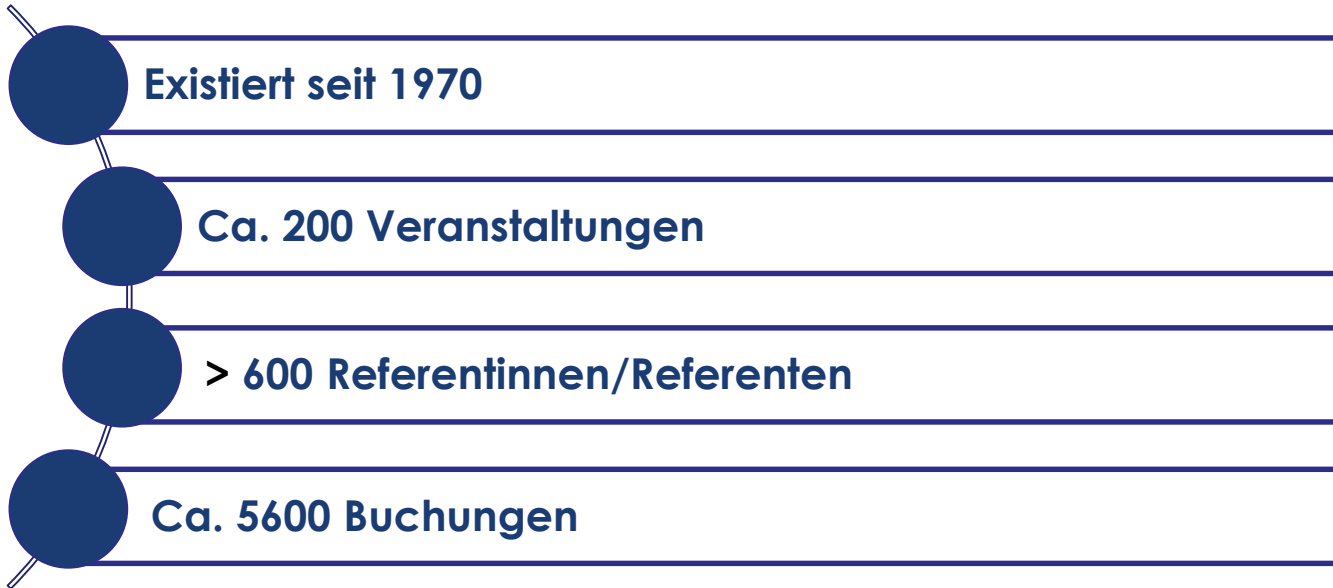 Existiert seit 1970
Ca. 200 Veranstaltungen
> 600 Referentinnen/Referenten
Ca. 5600 Buchungen